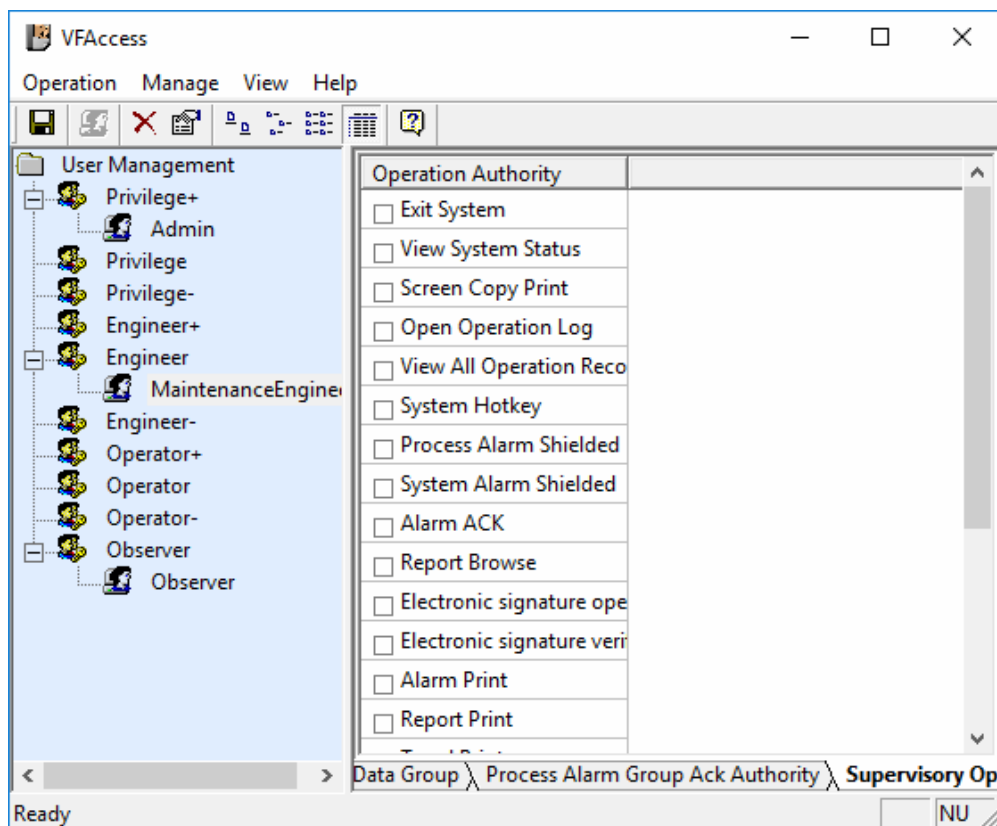 VFAccess
Operation Manage View Help
User Management
Privilege+
Admin
Privilege
Privilege-
Engineer+
Engineer
MaintenanceEnginee
Engineer-
Operator+
Operator
Operator-
Observer
Observer
Operation Authority
Exit System
View System Status
Screen Copy Print
Open Operation Log
View All Operation Reco
System Hotkey
Process Alarm Shielded
System Alarm Shielded
Alarm ACK
Report Browse
Electronic signature ope
Electronic signature veri
Alarm Print
Report Print
Data Group Process Alarm Group Ack Authority Supervisory Op
Ready NU